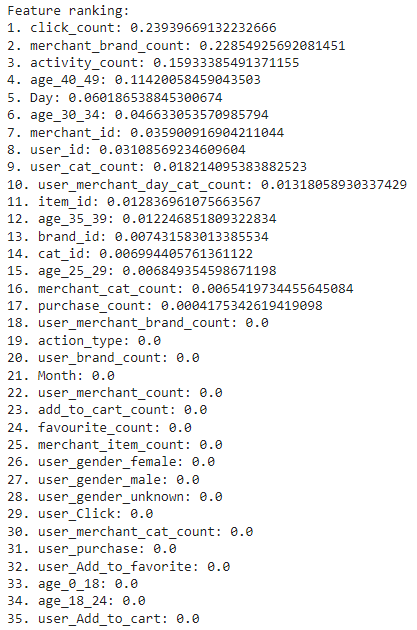 Feature ranking:
1. click_count: 0.23939669132232666
2. merchant_brand_count: 0.22854925692081451
3. activity_count: 0.15933385491371155
4. age_40_49: 0.11420058459043503
5. Day: 0.060186538845300674
6. age_30_34: 0.046633053570985794
7. merchant_id: 0.035900916904211044
8. user_id: 0.03108569234609604
9. user_cat_count: 0.018214095383882523
10. user_merchant_day_cat_count: 0.01318058930337429
11. item_id: 0.012836961075663567
12. age_35_39: 0.012246851809322834
13. brand_id: 0.007431583013385534
14. cat_id: 0.006994405761361122
15. age_25_29: 0.006849354598671198
16. merchant_cat_count: 0.0065419734455645084
17. purchase_count: 0.0004175342619419098
18. user_merchant_brand_count: 0.0
19. action_type: 0.0
20. user_brand_count: 0.0
21. Month: 0.0
22. user_merchant_count: 0.0
23. add_to_cart_count: 0.0
24. favourite_count: 0.0
25. merchant_item_count: 0.0
26. user_gender_female: 0.0
27. user_gender_male: 0.0
28. user_gender_unknown: 0.0
29. user_Click: 0.0
30. user_merchant_cat_count: 0.0
31. user_purchase: 0.0
32. user_Add_to_favorite: 0.0
33. age_0_18: 0.0
34. age_18_24: 0.0
35. user_Add_to_cart: 0.0